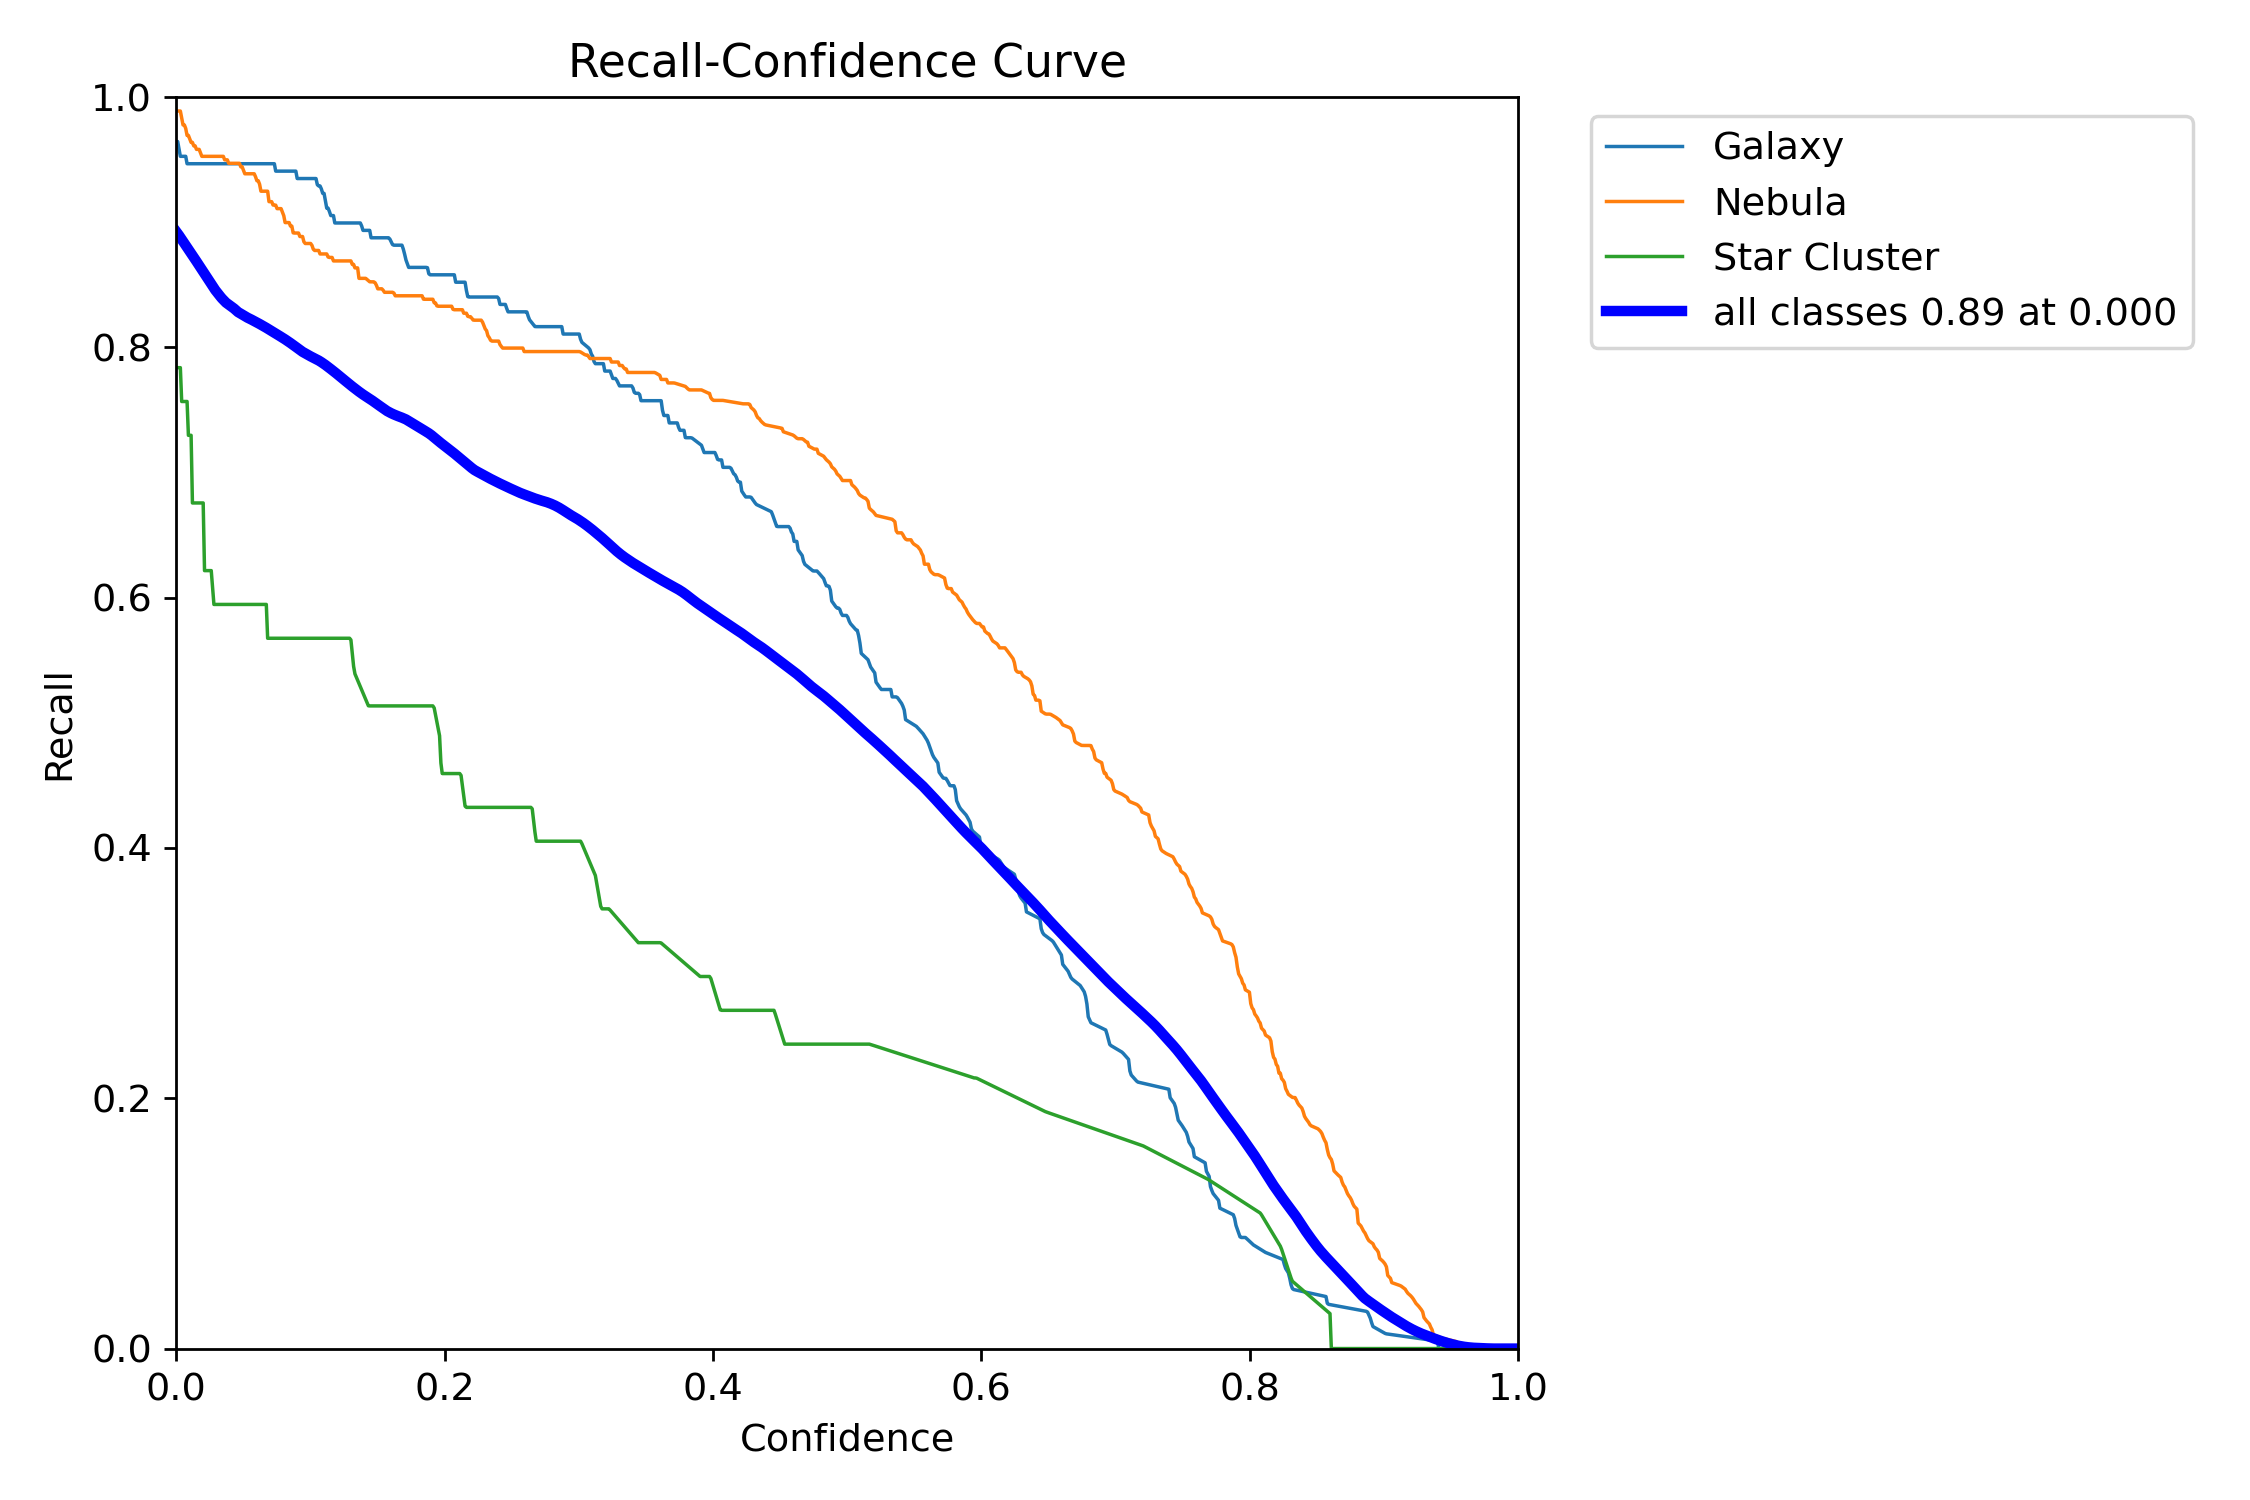 Recall-Confidence Curve
1.0
0.8
0.6
0.4
0.2
0.0
Recall
0.0 0.2 0.4 0.6 0.8 1.0
Confidence
Galaxy
Nebula
Star Cluster
all classes 0.89 at 0.000